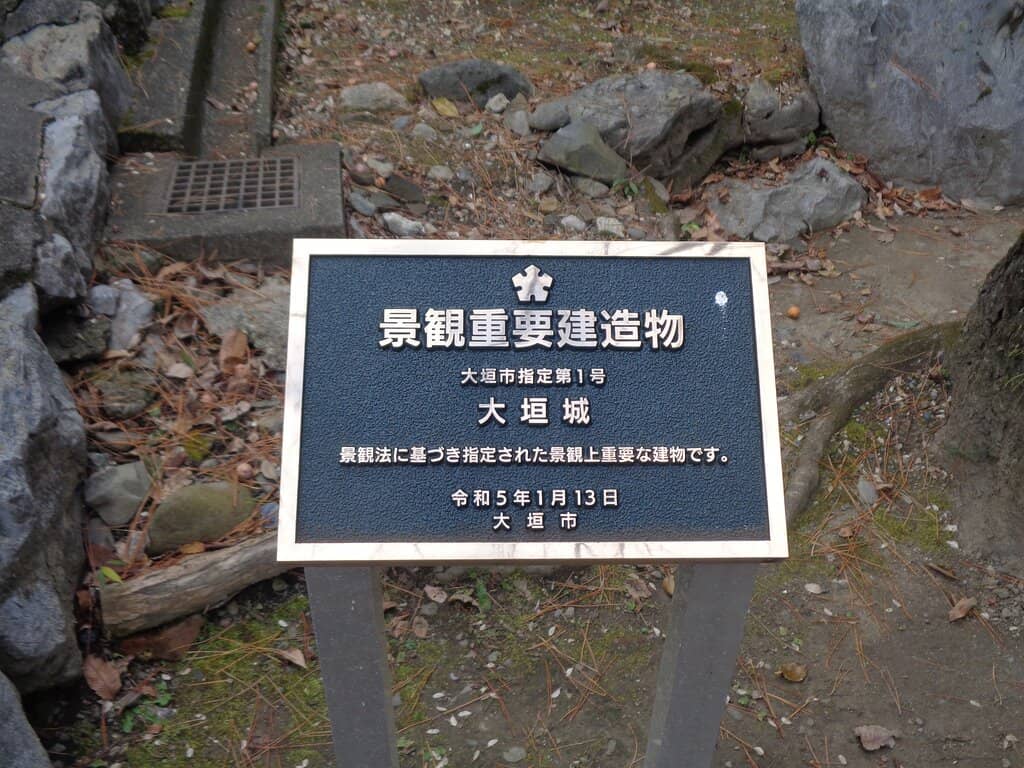 景観重要建造物
大垣市指定第1号
大垣城
景観法に基づき指定された景観上重要な建物です。
令和5年1月13日
大垣市